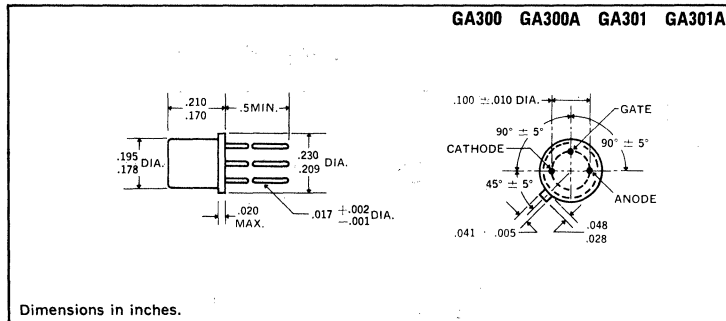 GA300 GA300A GA301 GA301A
.210
.170
.5MIN.
.195
.178
DIA.
.230
.209
DIA.
.020
MAX.
.017 +.002
-.001
DIA.
.100 ±.010 DIA.
GATE
90° ± 5°
90° ± 5°
CATHODE
45° ± 5°
ANODE
.041 .005
.048
.028
Dimensions in inches.